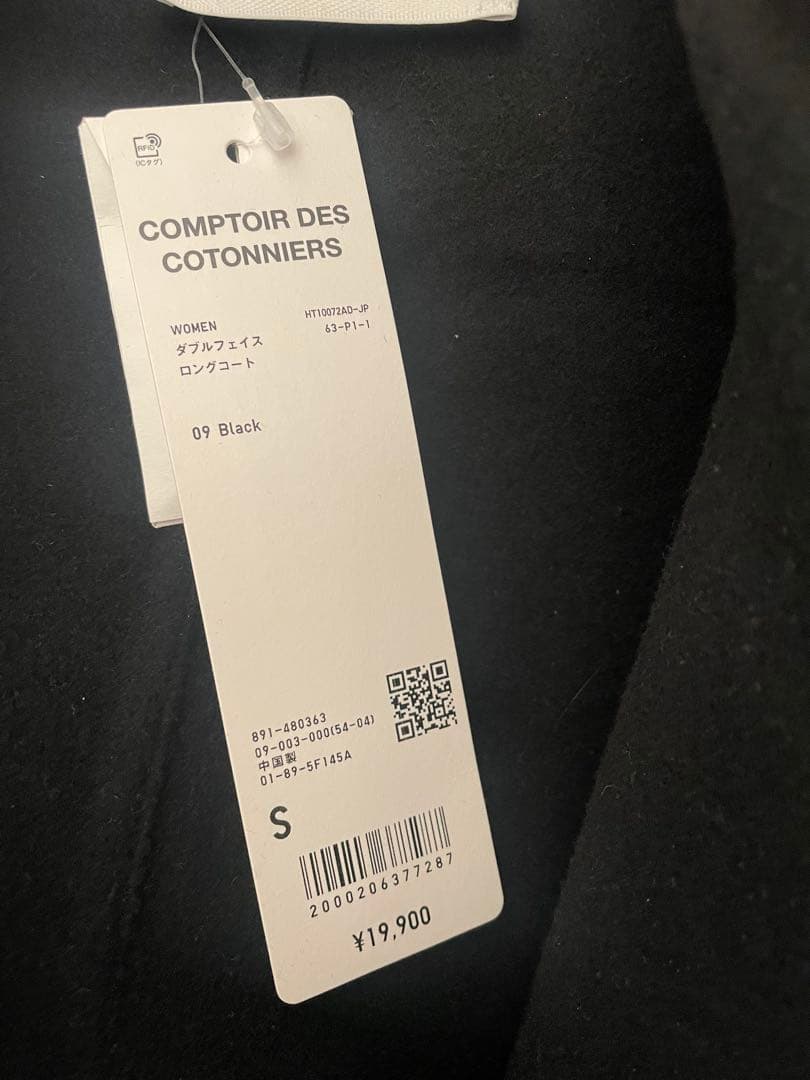 RFID
(ICタグ)
COMPTOIR DES
COTONNIERS
WOMEN
HT10072AD-JP
ダブルフェイス
63-P1-1
ロングコート
09 Black
891-480363
09-003-000(54-04)
中国製
01-89-5F145A
S
2000206377287
¥19,900